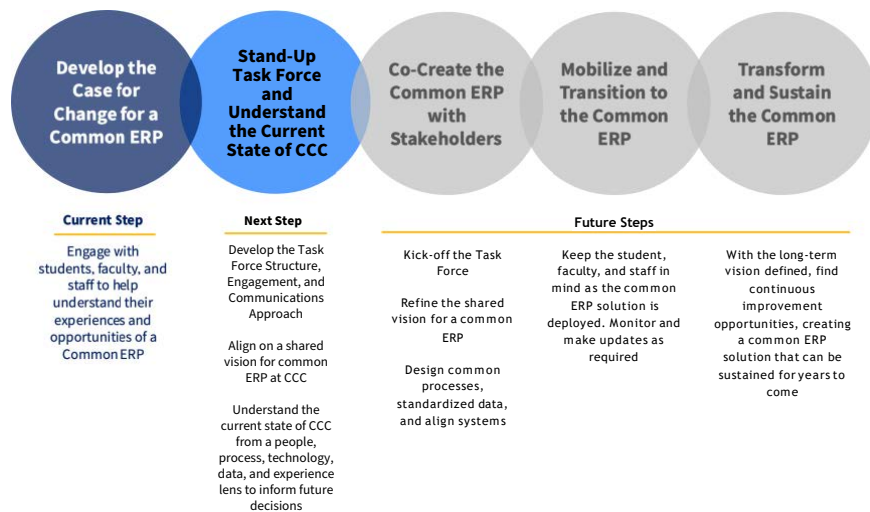 Develop the
Case for
Change for a
Common ERP
Stand-Up
Task Force
and
Understand
the Current
State of CCC
Co-Create the
Common ERP
with
Stakeholders
Mobilize and
Transition to
the Common
ERP
Transform
and Sustain
the Common
ERP
Current Step
Engage with
students, faculty, and
staff to help
understand their
experiences and
opportunities of a
Common ERP
Next Step
Develop the Task
Force Structure,
Engagement, and
Communications
Approach
Align on a shared
vision for common
ERP at CCC
Understand the
current state of CCC
from a people,
process, technology,
data, and experience
lens to inform future
decisions
Future Steps
Kick-off the Task
Force
Refine the shared
vision for a common
ERP
Design common
processes,
standardized data,
and align systems
Keep the student,
faculty, and staff in
mind as the common
ERP solution is
deployed. Monitor and
make updates as
required
With the long-term
vision defined, find
continuous
improvement
opportunities, creating
a common ERP
solution that can be
sustained for years to
come